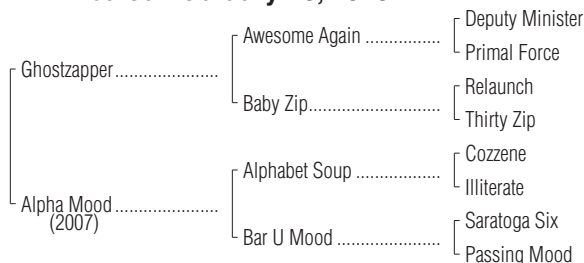 Deputy Minister
Awesome Again ..................
Primal Force
Ghostzapper.....................
Relaunch
Baby Zip...........................
Thirty Zip
Cozzene
Alphabet Soup .................
Illiterate
Alpha Mood .....................
(2007)
Saratoga Six
Bar U Mood .....................
Passing Mood